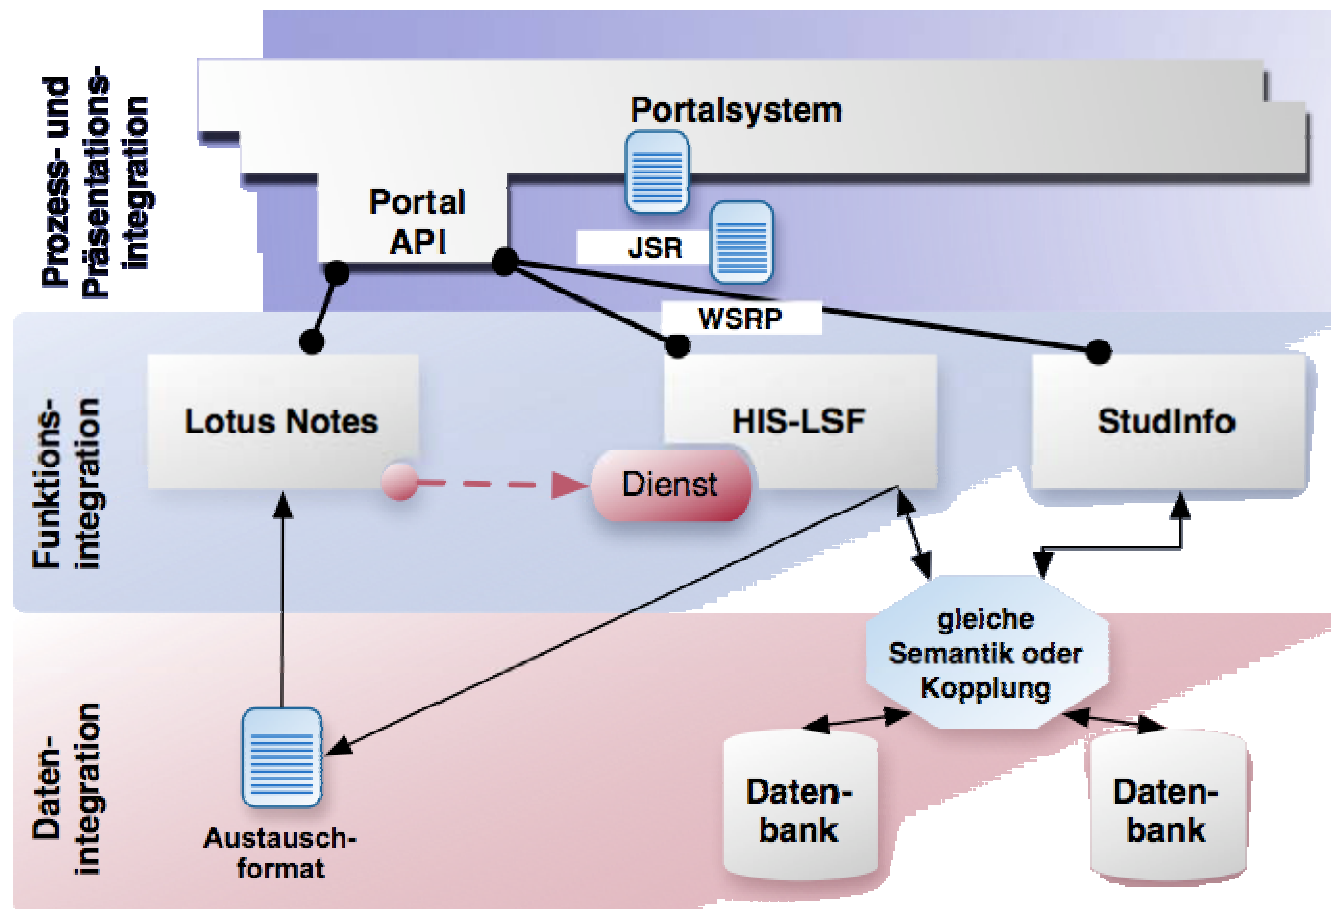 Prozess- und
Präsentations-
integration
Portalsystem
Portal
API
JSR
WSRP
Funktions-
integration
Lotus Notes
HIS-LSF
StudInfo
Dienst
Daten-
integration
gleiche
Semantik oder
Kopplung
Austausch-
format
Daten-
bank
Daten-
bank